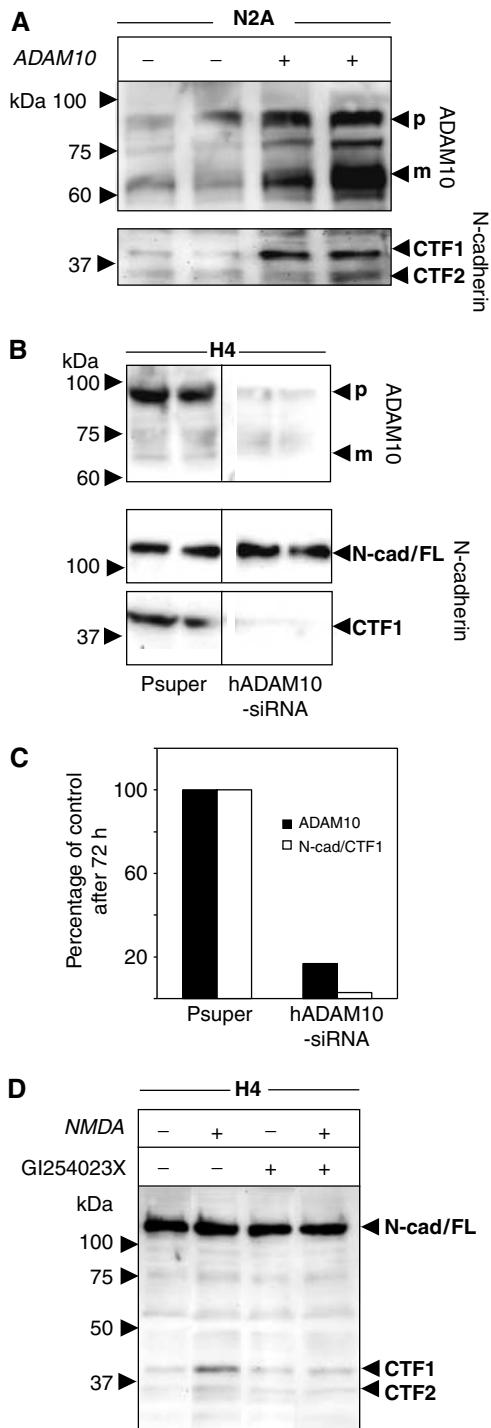 A
N2A
ADAM10 – – + +
kDa 100
75
60
p
m
ADAM10
37
CTF1
CTF2
N-cadherin
B
H4
kDa
100
75
60
p
m
ADAM10
100
N-cad/FL
37
CTF1
N-cadherin
Psuper hADAM10
-siRNA
C
Percentage of control
after 72 h
100
60
20
ADAM10
N-cad/CTF1
Psuper hADAM10
-siRNA
D
H4
NMDA – + – +
GI254023X – – + +
kDa
100
75
50
37
N-cad/FL
CTF1
CTF2